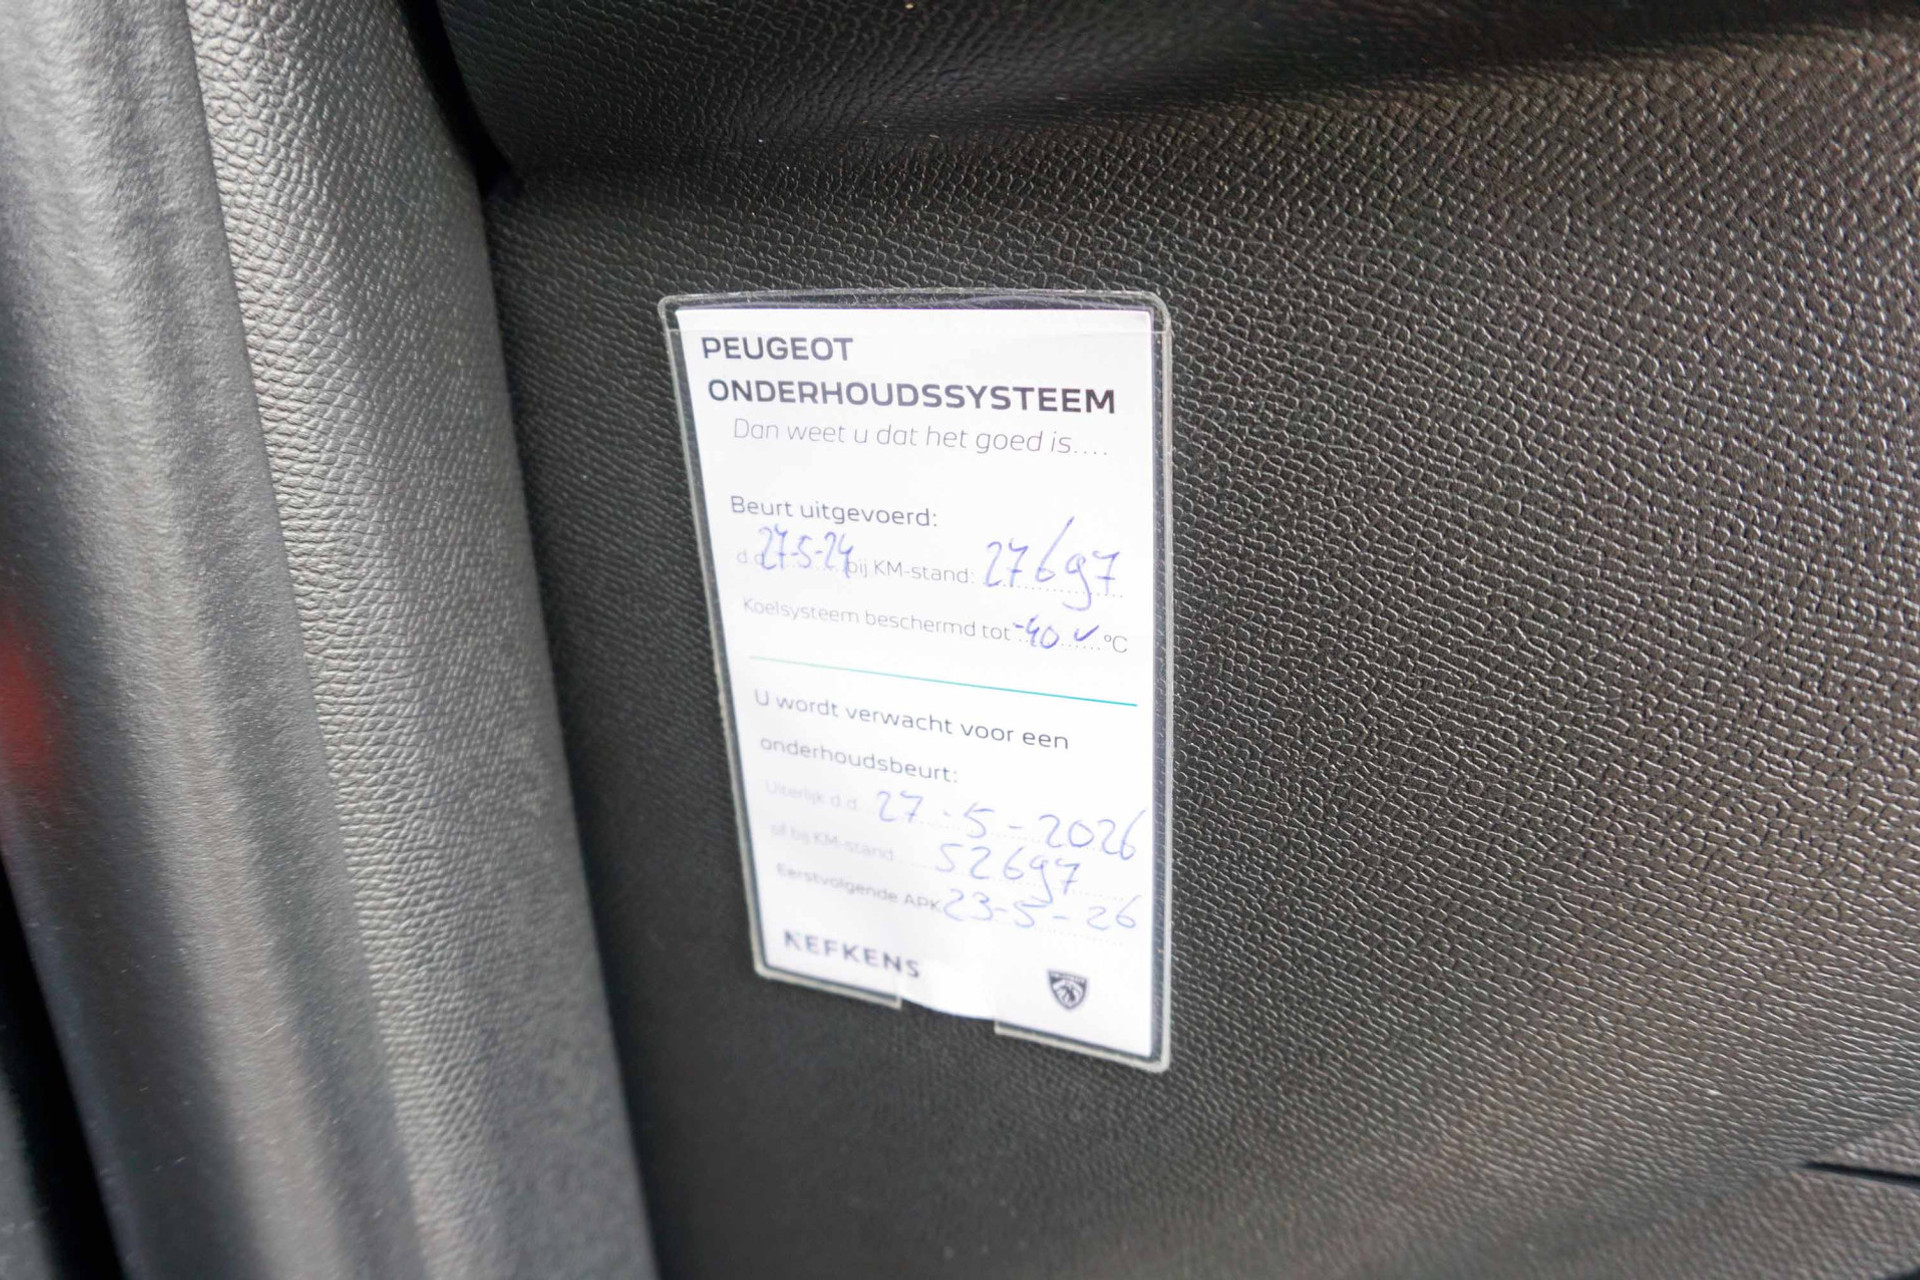 PEUGEOT
ONDERHOUDSSYSTEEM
Dan weet u dat het goed is....
Beurt uitgevoerd:
d.d. 27-5-24 bij KM-stand: 27697
Koelsysteem beschermd tot -40 ✓ °C
U wordt verwacht voor een
onderhoudsbeurt:
Uiterlijk d.d. 27-5-2026
of bij KM-stand 52697
Eerstvolgende APK 23-5-26
NEFKENS